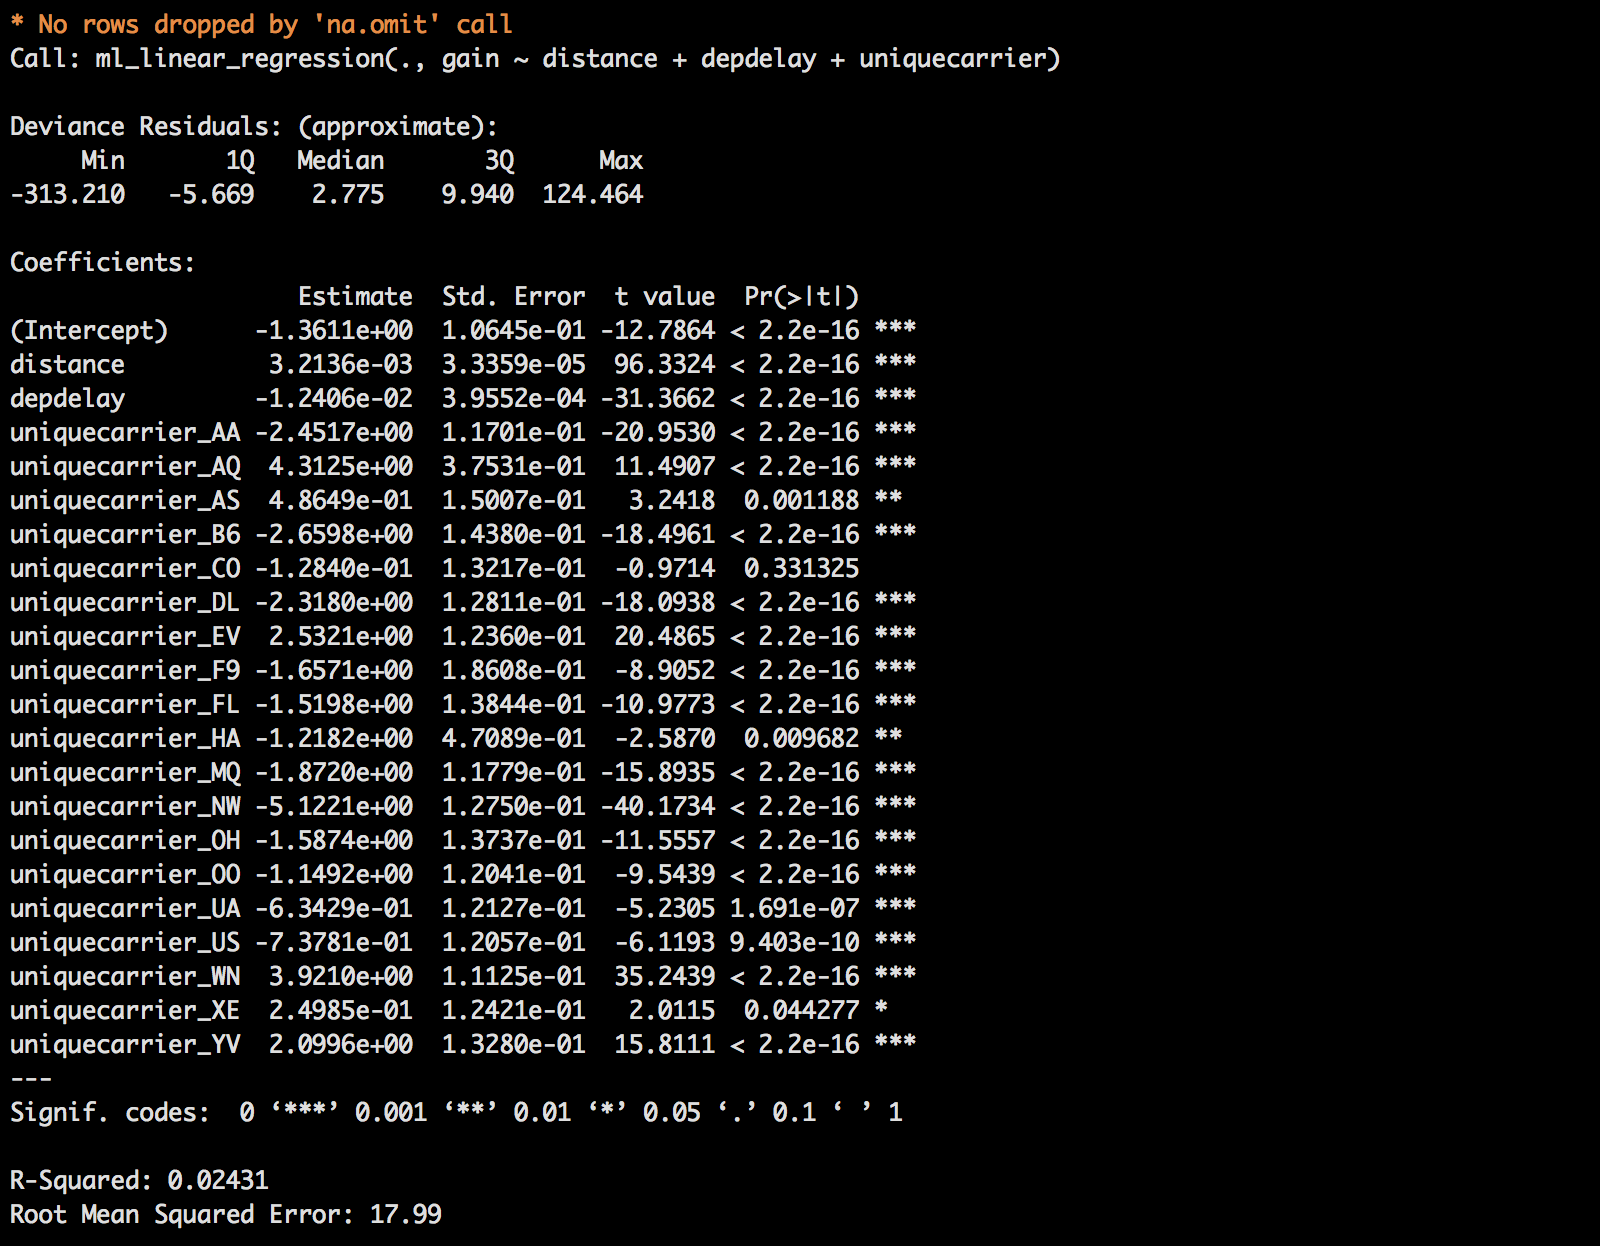 * No rows dropped by 'na.omit' call
Call: ml_linear_regression(., gain ~ distance + depdelay + uniquecarrier)

Deviance Residuals: (approximate):
     Min       1Q   Median       3Q      Max
-313.210   -5.669    2.775    9.940  124.464

Coefficients:
                    Estimate  Std. Error  t value  Pr(>|t|)
(Intercept)      -1.3611e+00  1.0645e-01 -12.7864 < 2.2e-16 ***
distance          3.2136e-03  3.3359e-05  96.3324 < 2.2e-16 ***
depdelay         -1.2406e-02  3.9552e-04 -31.3662 < 2.2e-16 ***
uniquecarrier_AA -2.4517e+00  1.1701e-01 -20.9530 < 2.2e-16 ***
uniquecarrier_AQ  4.3125e+00  3.7531e-01  11.4907 < 2.2e-16 ***
uniquecarrier_AS  4.8649e-01  1.5007e-01   3.2418  0.001188 **
uniquecarrier_B6 -2.6598e+00  1.4380e-01 -18.4961 < 2.2e-16 ***
uniquecarrier_CO -1.2840e-01  1.3217e-01  -0.9714  0.331325
uniquecarrier_DL -2.3180e+00  1.2811e-01 -18.0938 < 2.2e-16 ***
uniquecarrier_EV  2.5321e+00  1.2360e-01  20.4865 < 2.2e-16 ***
uniquecarrier_F9 -1.6571e+00  1.8608e-01  -8.9052 < 2.2e-16 ***
uniquecarrier_FL -1.5198e+00  1.3844e-01 -10.9773 < 2.2e-16 ***
uniquecarrier_HA -1.2182e+00  4.7089e-01  -2.5870  0.009682 **
uniquecarrier_MQ -1.8720e+00  1.1779e-01 -15.8935 < 2.2e-16 ***
uniquecarrier_NW -5.1221e+00  1.2750e-01 -40.1734 < 2.2e-16 ***
uniquecarrier_OH -1.5874e+00  1.3737e-01 -11.5557 < 2.2e-16 ***
uniquecarrier_OO -1.1492e+00  1.2041e-01  -9.5439 < 2.2e-16 ***
uniquecarrier_UA -6.3429e-01  1.2127e-01  -5.2305 1.691e-07 ***
uniquecarrier_US -7.3781e-01  1.2057e-01  -6.1193 9.403e-10 ***
uniquecarrier_WN  3.9210e+00  1.1125e-01  35.2439 < 2.2e-16 ***
uniquecarrier_XE  2.4985e-01  1.2421e-01   2.0115  0.044277 *
uniquecarrier_YV  2.0996e+00  1.3280e-01  15.8111 < 2.2e-16 ***
---
Signif. codes:  0 ‘***’ 0.001 ‘**’ 0.01 ‘*’ 0.05 ‘.’ 0.1 ‘ ’ 1

R-Squared: 0.02431
Root Mean Squared Error: 17.99